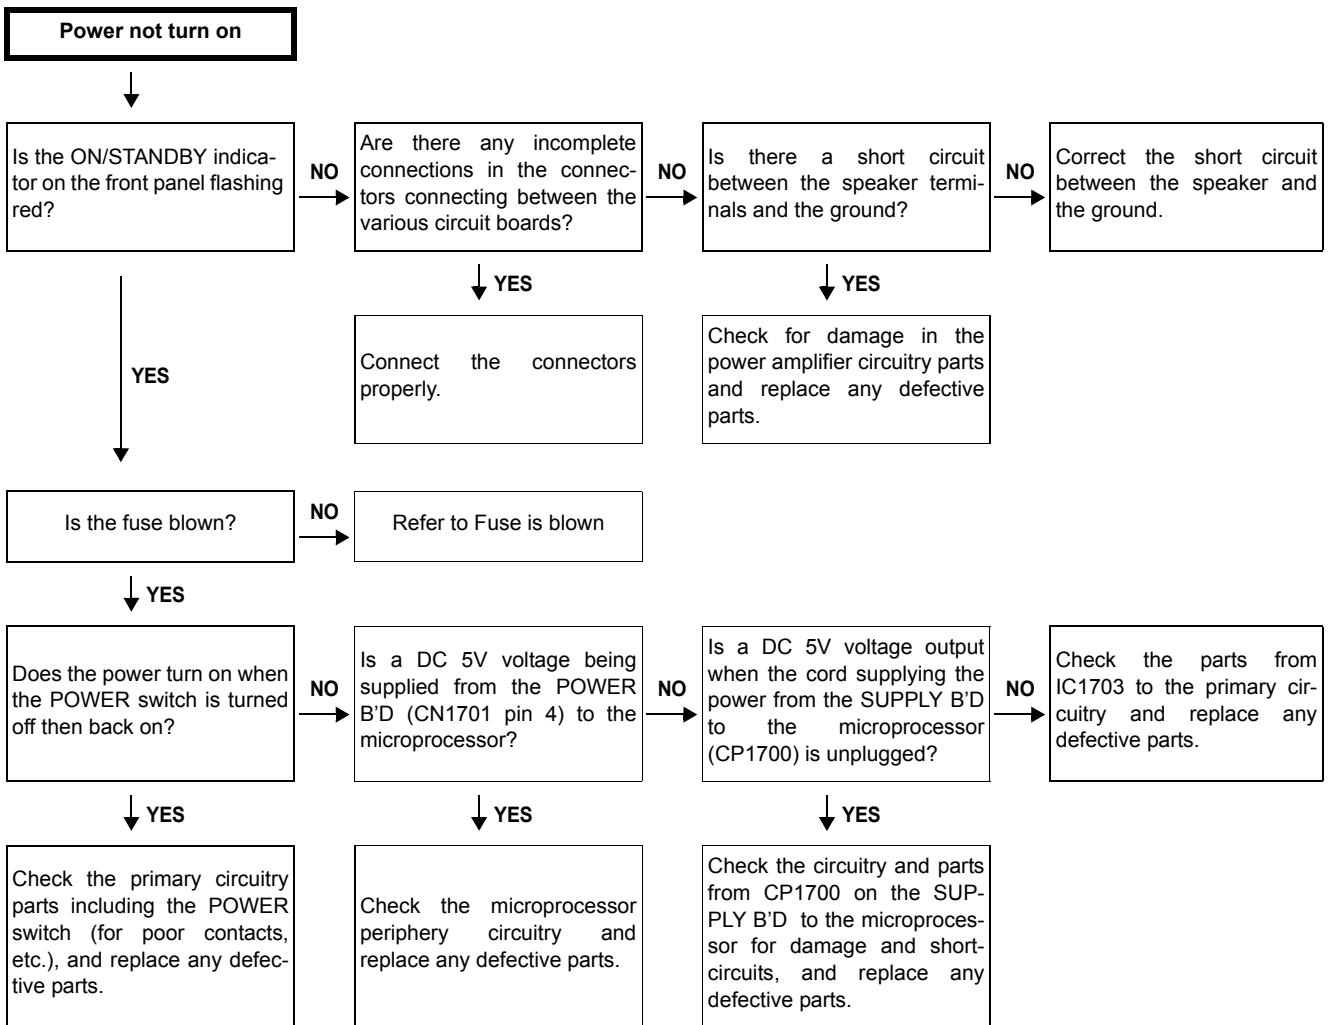 Power not turn on
Is the ON/STANDBY indica-
tor on the front panel flashing
red?
NO
Are there any incomplete
connections in the connec-
tors connecting between the
various circuit boards?
NO
Is there a short circuit
between the speaker termi-
nals and the ground?
NO
Correct the short circuit
between the speaker and
the ground.
YES
YES
YES
Connect the connectors
properly.
Check for damage in the
power amplifier circuitry parts
and replace any defective
parts.
Is the fuse blown?
NO
Refer to Fuse is blown
YES
Does the power turn on when
the POWER switch is turned
off then back on?
NO
Is a DC 5V voltage being
supplied from the POWER
B'D (CN1701 pin 4) to the
microprocessor?
NO
Is a DC 5V voltage output
when the cord supplying the
power from the SUPPLY B'D
to the microprocessor
(CP1700) is unplugged?
NO
Check the parts from
IC1703 to the primary cir-
cuitry and replace any
defective parts.
YES
YES
YES
Check the primary circuitry
parts including the POWER
switch (for poor contacts,
etc.), and replace any defec-
tive parts.
Check the microprocessor
periphery circuitry and
replace any defective parts.
Check the circuitry and parts
from CP1700 on the SUP-
PLY B'D to the microproces-
sor for damage and short-
circuits, and replace any
defective parts.